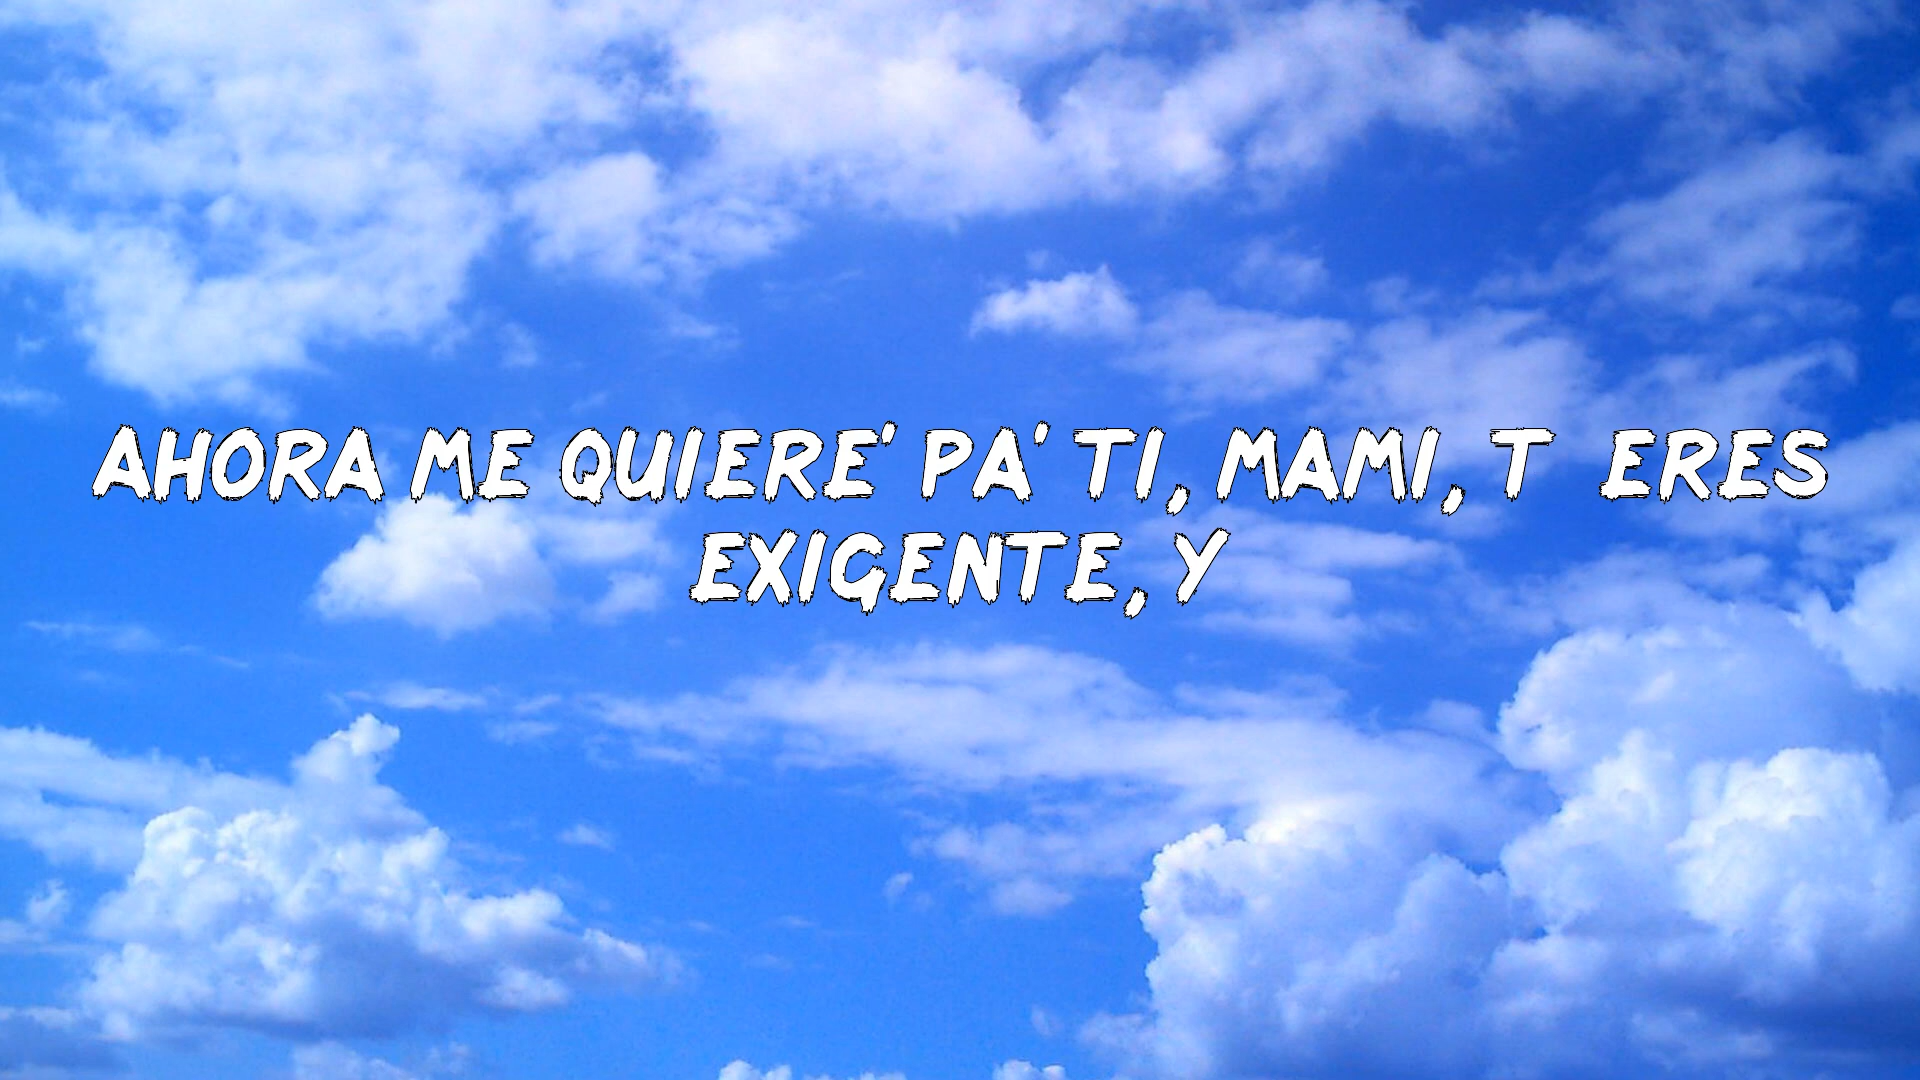 AHORA ME QUIERE' PA' TI, MAMI, T  ERES
EXIGENTE, Y